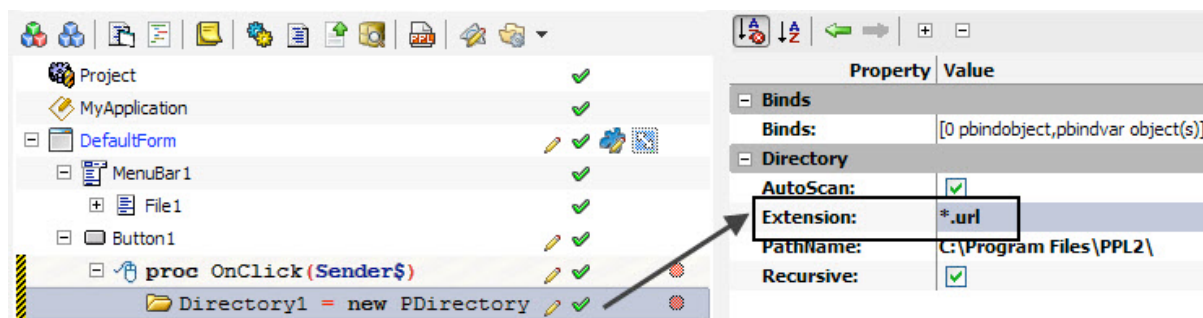 Project
MyApplication
DefaultForm
MenuBar1
File1
Button1
proc OnClick(Sender$)
Directory1 = new PDirectory
Property Value
Binds
Binds: [0 pbindobject,pbindvar object(s)]
Directory
AutoScan:
Extension: *.url
PathName: C:\Program Files\PPL2\
Recursive: